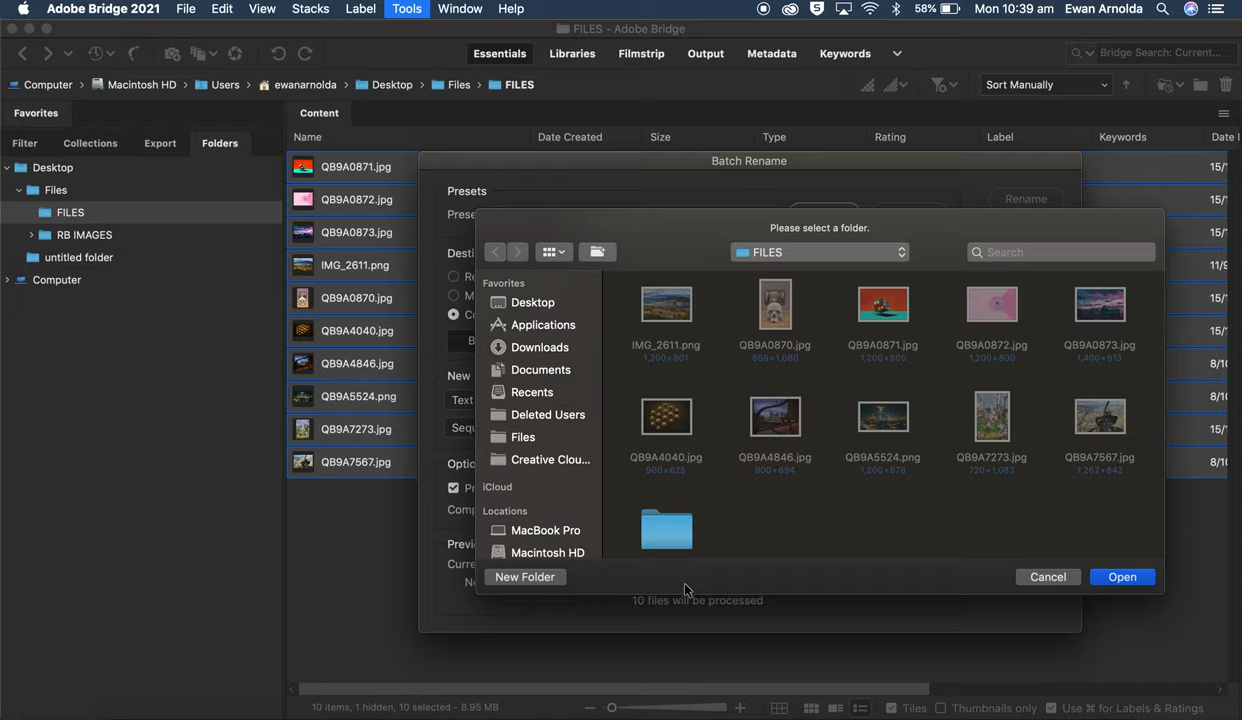 Adobe Bridge 2021 File Edit View Stacks Label Tools Window Help 58% Mon 10:39 am Ewan Arnolda
FILES - Adobe Bridge
Essentials Libraries Filmstrip Output Metadata Keywords Bridge Search: Current...
Computer Macintosh HD Users ewanarnolda Desktop Files FILES Sort Manually
Favorites Content
Name Date Created Size Type Rating Label Keywords
Filter Collections Export Folders
Desktop
Files
FILES
RB IMAGES
untitled folder
Computer
QB9A0871.jpg
QB9A0872.jpg
QB9A0873.jpg
IMG_2611.png
QB9A0870.jpg
QB9A4040.jpg
QB9A4846.jpg
QB9A5524.png
QB9A7273.jpg
QB9A7567.jpg
Batch Rename
Presets
Rename
Please select a folder.
FILES Search
Favorites
Desktop
Applications
Downloads
Documents
Recents
Deleted Users
Files
Creative Clou...
iCloud
Locations
MacBook Pro
Macintosh HD
IMG_2611.png QB9A0870.jpg QB9A0871.jpg QB9A0872.jpg QB9A0873.jpg
1,200×801 659×1,080 1,200×800 1,200×800 1,400×913
QB9A4040.jpg QB9A4846.jpg QB9A5524.png QB9A7273.jpg QB9A7567.jpg
900×625 900×694 1,200×678 720×1,083 1,262×842
New Folder Cancel Open
10 files will be processed
10 items, 1 hidden, 10 selected - 8.95 MB Tiles Thumbnails only Use ⌘ for Labels & Ratings